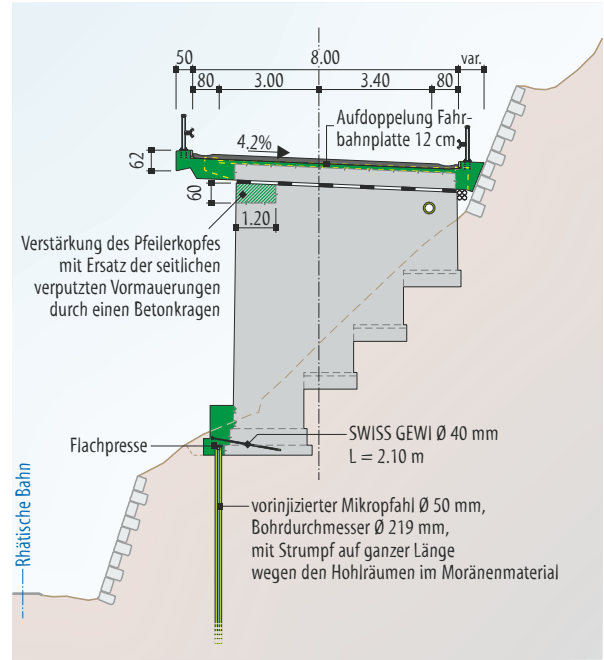 50
8.00
var.
80
3.00
3.40
80
Aufdoppelung Fahr-
bahnplatte 12 cm
4.2%
62
60
1.20
Verstärkung des Pfeilerkopfes
mit Ersatz der seitlichen
verputzten Vormauerungen
durch einen Betonkragen
Flachpresse
SWISS GEWI Ø 40 mm
L = 2.10 m
Rhätische Bahn
vorinjizierter Mikropfahl Ø 50 mm,
Bohrdurchmesser Ø 219 mm,
mit Strumpf auf ganzer Länge
wegen den Hohlräumen im Moränenmaterial